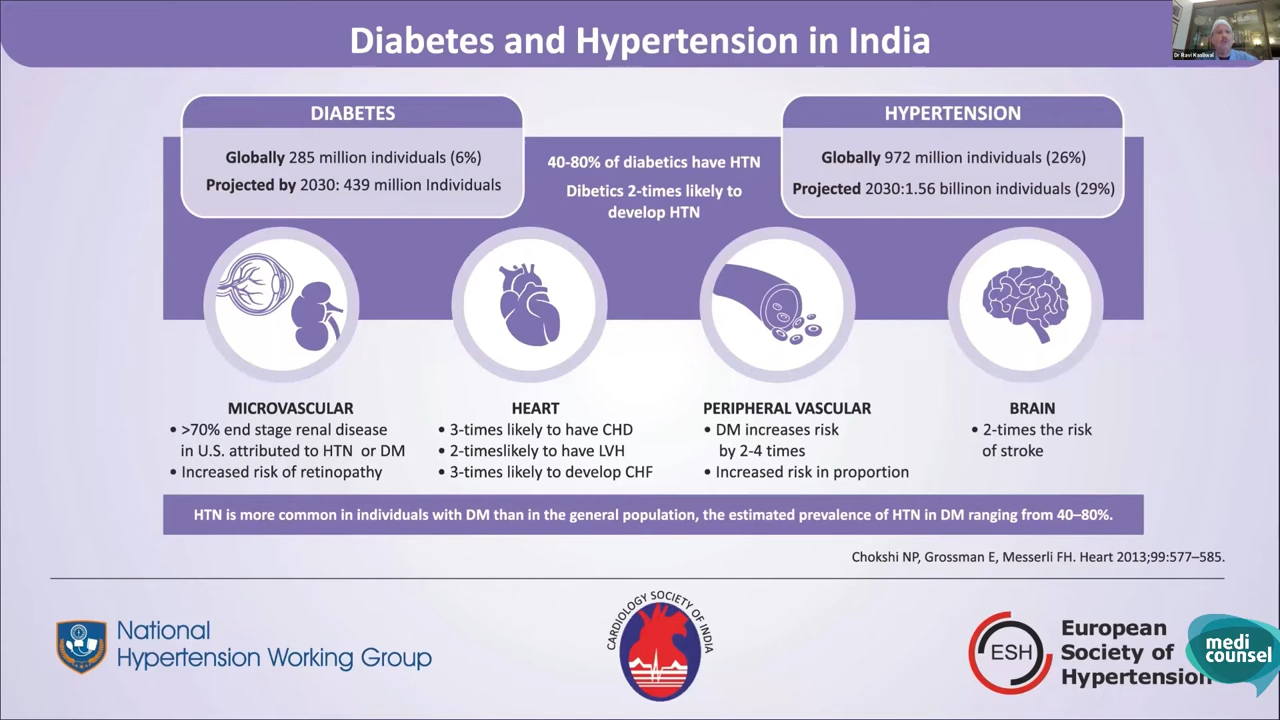 Diabetes and Hypertension in India
Dr Ravi Kasliwal
DIABETES
Globally 285 million individuals (6%)
Projected by 2030: 439 million Individuals
40-80% of diabetics have HTN
Dibetics 2-times likely to
develop HTN
HYPERTENSION
Globally 972 million individuals (26%)
Projected 2030:1.56 billinon individuals (29%)
MICROVASCULAR
• >70% end stage renal disease
in U.S. attributed to HTN or DM
• Increased risk of retinopathy
HEART
• 3-times likely to have CHD
• 2-timeslikely to have LVH
• 3-times likely to develop CHF
PERIPHERAL VASCULAR
• DM increases risk
by 2-4 times
• Increased risk in proportion
BRAIN
• 2-times the risk
of stroke
HTN is more common in individuals with DM than in the general population, the estimated prevalence of HTN in DM ranging from 40–80%.
Chokshi NP, Grossman E, Messerli FH. Heart 2013;99:577–585.
National
Hypertension Working Group
CARDIOLOGY SOCIETY OF INDIA
ESH
European
Society of
Hypertension
medi
counsel